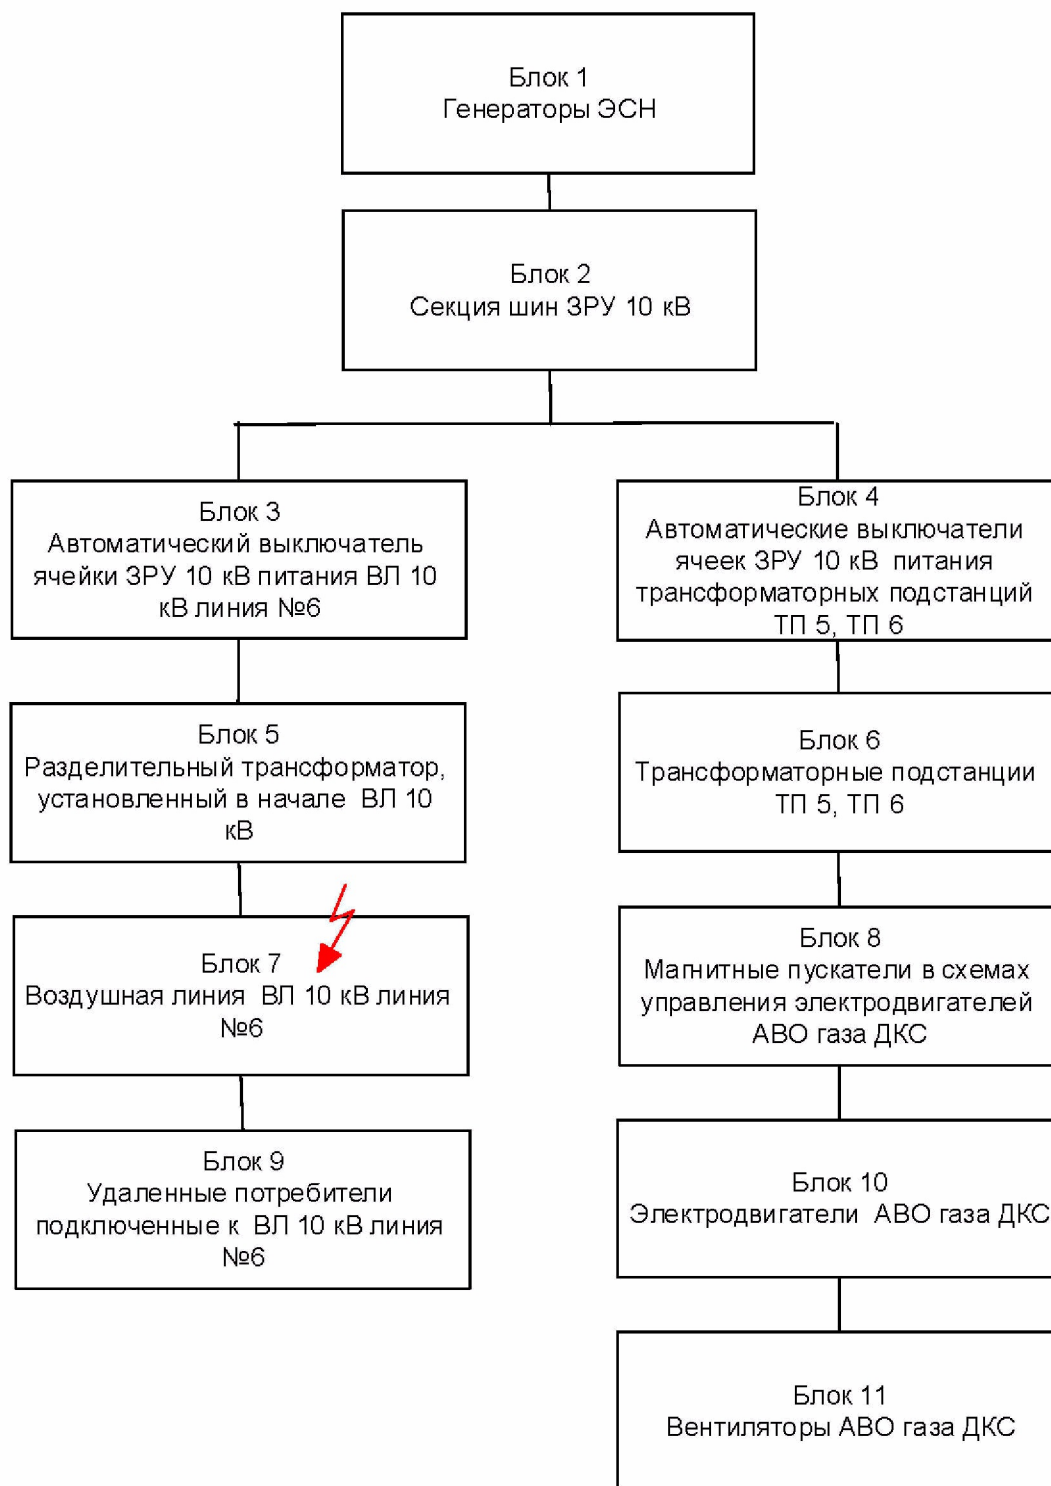 Блок 1
Генераторы ЭСН
Блок 2
Секция шин ЗРУ 10 кВ
Блок 3
Автоматический выключатель
ячейки ЗРУ 10 кВ питания ВЛ 10
кВ линия №6
Блок 4
Автоматические выключатели
ячеек ЗРУ 10 кВ питания
трансформаторных подстанций
ТП 5, ТП 6
Блок 5
Разделительный трансформатор,
установленный в начале ВЛ 10
кВ
Блок 6
Трансформаторные подстанции
ТП 5, ТП 6
Блок 7
Воздушная линия ВЛ 10 кВ линия
№6
Блок 8
Магнитные пускатели в схемах
управления электродвигателей
АВО газа ДКС
Блок 9
Удаленные потребители
подключенные к ВЛ 10 кВ линия
№6
Блок 10
Электродвигатели АВО газа ДКС
Блок 11
Вентиляторы АВО газа ДКС